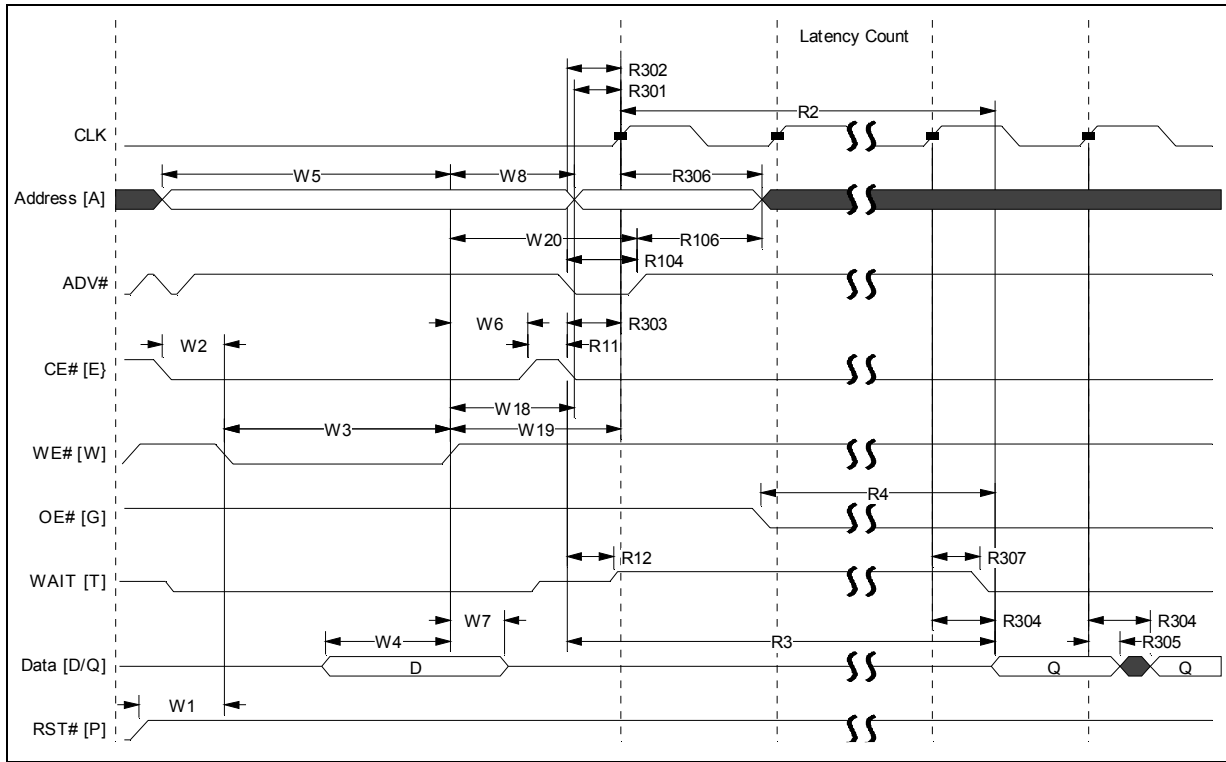 Latency Count
R302
R301
R2
CLK
W5
W8
R306
Address [A]
W20
R106
R104
ADV#
W6
R303
W2
R11
CE# [E}
W18
W3
W19
WE# [W]
R4
OE# [G]
R12
R307
WAIT [T]
W7
R304
R304
W4
R3
R305
Data [D/Q]
D
Q
Q
W1
RST# [P]